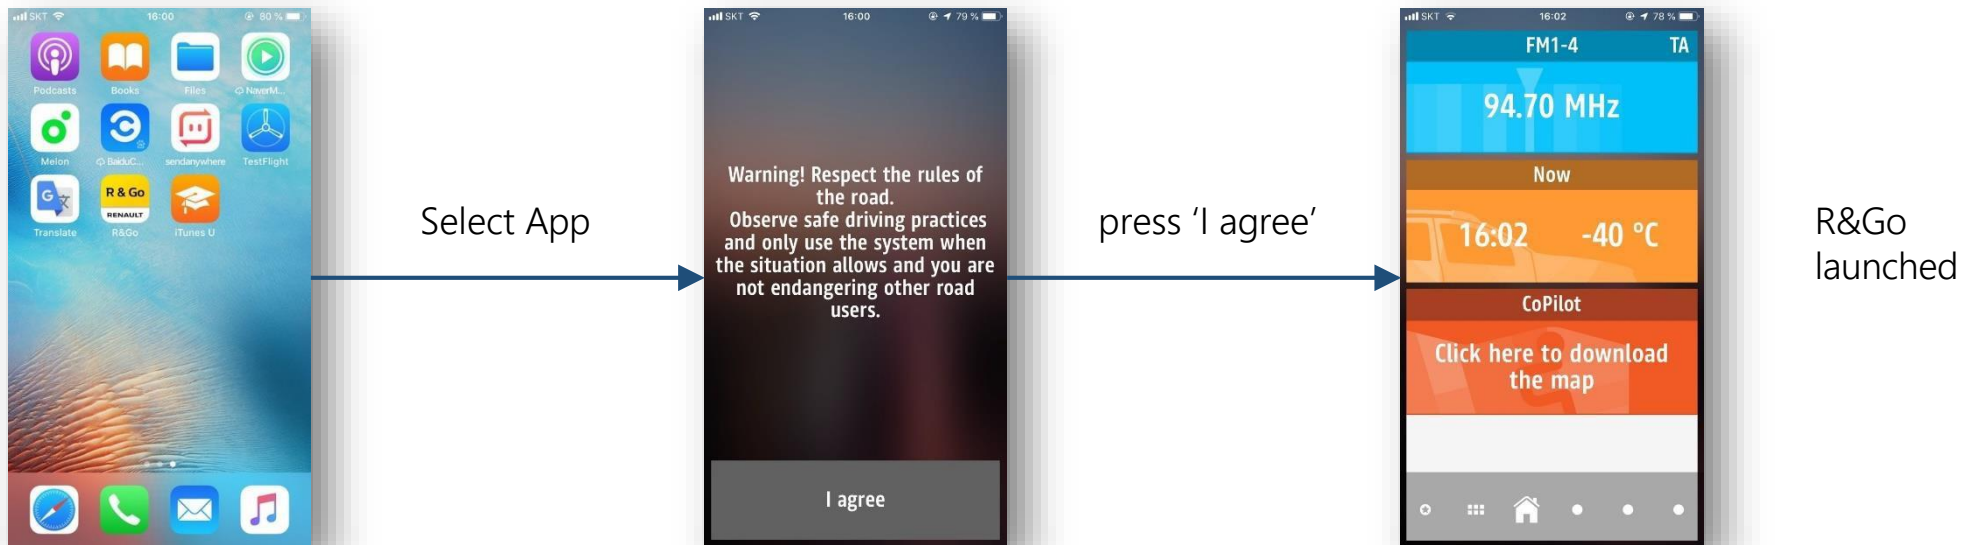 SKT 16:00 80 %
Podcasts Books Files NaverM...
Melon BaiduC... sendanywhere TestFlight
G 文
R & Go
RENAULT
Translate R&Go iTunes U
Select App
SKT 16:00 79 %
Warning! Respect the rules of
the road.
Observe safe driving practices
and only use the system when
the situation allows and you are
not endangering other road
users.
I agree
press ‘I agree’
SKT 16:02 78 %
FM1-4 TA
94.70 MHz
Now
16:02 -40 °C
CoPilot
Click here to download
the map
R&Go
launched